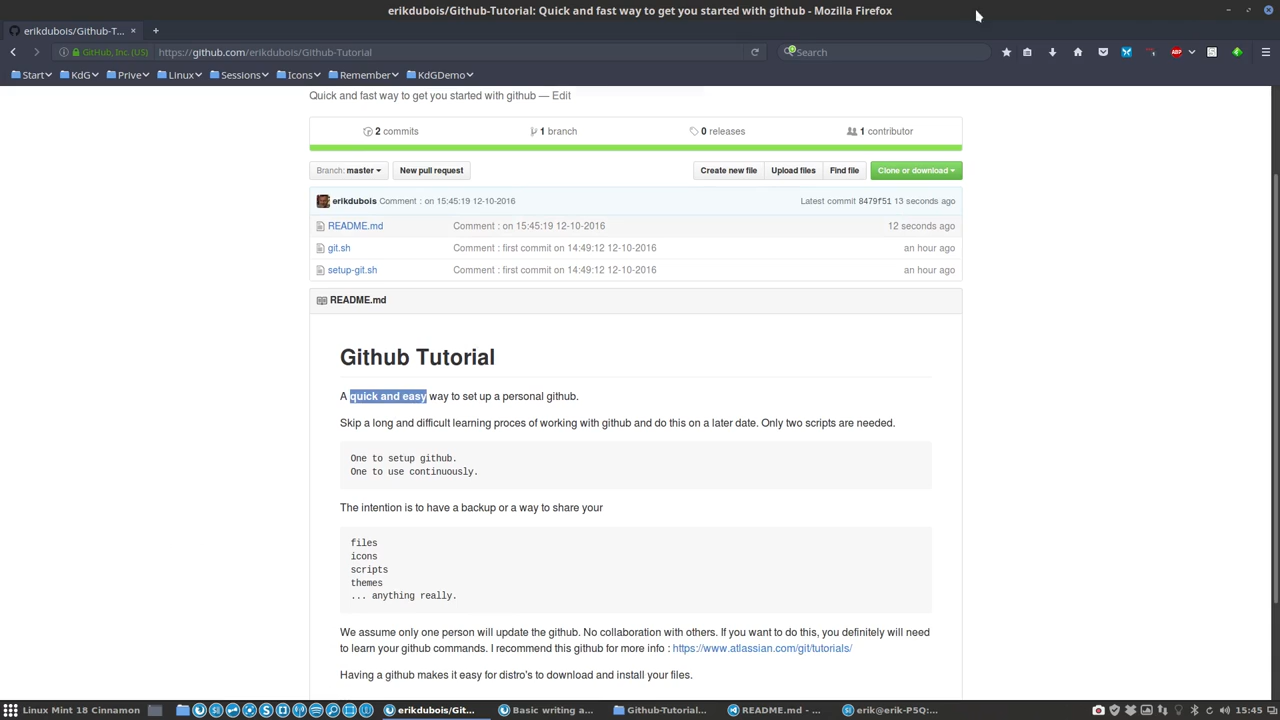 erikdubois/Github-Tutorial: Quick and fast way to get you started with github - Mozilla Firefox
erikdubois/Github-T... × +
GitHub, Inc. (US) https://github.com/erikdubois/Github-Tutorial Search ABP
Start KdG Prive Linux Sessions Icons Remember KdGDemo
Quick and fast way to get you started with github — Edit
2 commits 1 branch 0 releases 1 contributor
Branch: master New pull request Create new file Upload files Find file Clone or download
erikdubois Comment : on 15:45:19 12-10-2016 Latest commit 8479f51 13 seconds ago
README.md Comment : on 15:45:19 12-10-2016 12 seconds ago
git.sh Comment : first commit on 14:49:12 12-10-2016 an hour ago
setup-git.sh Comment : first commit on 14:49:12 12-10-2016 an hour ago
README.md
Github Tutorial
A quick and easy way to set up a personal github.
Skip a long and difficult learning proces of working with github and do this on a later date. Only two scripts are needed.
One to setup github.
One to use continuously.
The intention is to have a backup or a way to share your
files
icons
scripts
themes
... anything really.
We assume only one person will update the github. No collaboration with others. If you want to do this, you definitely will need
to learn your github commands. I recommend this github for more info : https://www.atlassian.com/git/tutorials/
Having a github makes it easy for distro's to download and install your files.
Linux Mint 18 Cinnamon erikdubois/Git... Basic writing a... Github-Tutorial... README.md - ... erik@erik-P5Q:... 15:45